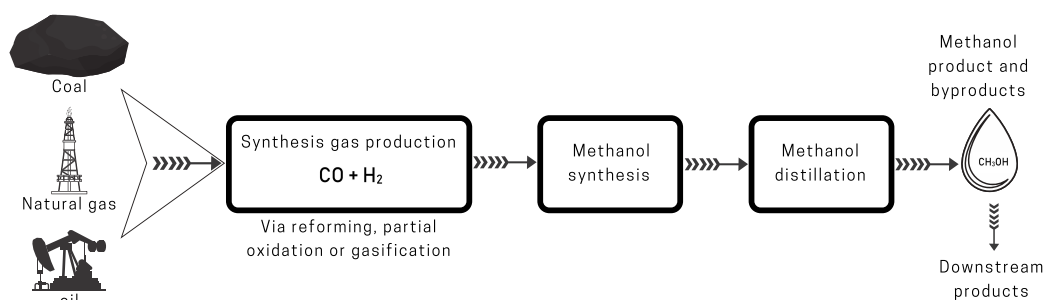 Coal
Natural gas
oil
Synthesis gas production
CO + H₂
Via reforming, partial
oxidation or gasification
Methanol
synthesis
Methanol
distillation
Methanol
product and
byproducts
CH₃OH
Downstream
products